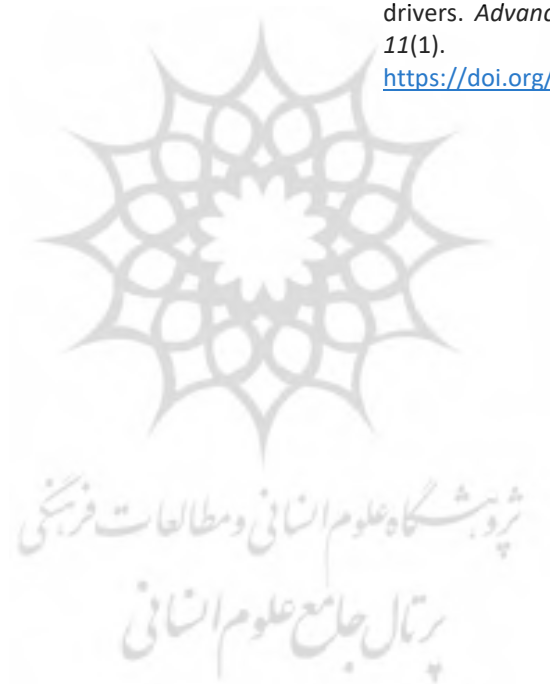 drivers. Advanc
11(1).
https://doi.org/
پژوهشگاه علوم انسانی و مطالعات فرهنگی
پرتال جامع علوم انسانی